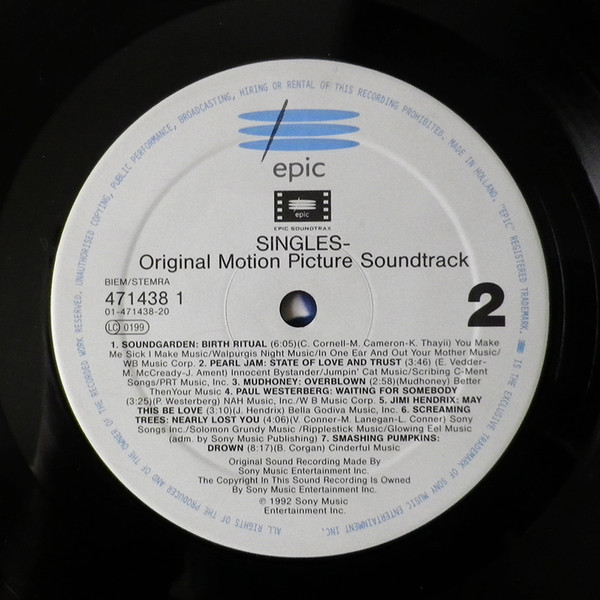 epic
epic
EPIC SOUNDTRAX
SINGLES-
Original Motion Picture Soundtrack
BIEM/STEMRA
471438 1
01-471438-20
LC 0199
2
1. SOUNDGARDEN: BIRTH RITUAL (6:05)(C. Cornell-M. Cameron-K. Thayil) You Make
Me Sick I Make Music/Walpurgis Night Music/In One Ear And Out Your Mother Music/
WB Music Corp. 2. PEARL JAM: STATE OF LOVE AND TRUST (3:46) (E. Vedder-
M. McCready-J. Ament) Innocent Bystander/Jumpin' Cat Music/Scribing C-Ment
Songs/PRT Music, Inc. 3. MUDHONEY: OVERBLOWN (2:58)(Mudhoney) Better
ThenYour Music 4. PAUL WESTERBERG: WAITING FOR SOMEBODY
(3:25)(P. Westerberg) NAH Music, Inc./W B Music Corp. 5. JIMI HENDRIX: MAY
THIS BE LOVE (3:10)(J. Hendrix) Bella Godiva Music, Inc. 6. SCREAMING
TREES: NEARLY LOST YOU (4:06)(V. Conner-M. Lanegan-L. Conner) Sony
Songs Inc./Solomon Grundy Music /Ripplestick Music/Glowing Eel Music
(adm. by Sony Music Publishing) 7. SMASHING PUMPKINS:
DROWN (8:17)(B. Corgan) Cinderful Music
Original Sound Recording Made By
Sony Music Entertainment Inc.
The Copyright In This Sound Recording Is Owned
By Sony Music Entertainment Inc.
℗ 1992 Sony Music
Entertainment Inc.
ALL RIGHTS OF THE PRODUCER AND OF THE OWNER OF THE RECORDED WORK RESERVED. UNAUTHORISED COPYING, PUBLIC PERFORMANCE, BROADCASTING, HIRING OR RENTAL OF THIS RECORDING PROHIBITED. MADE IN HOLLAND. "EPIC" REGISTERED TRADEMARK. IS THE EXCLUSIVE TRADEMARK OF SONY MUSIC ENTERTAINMENT INC.